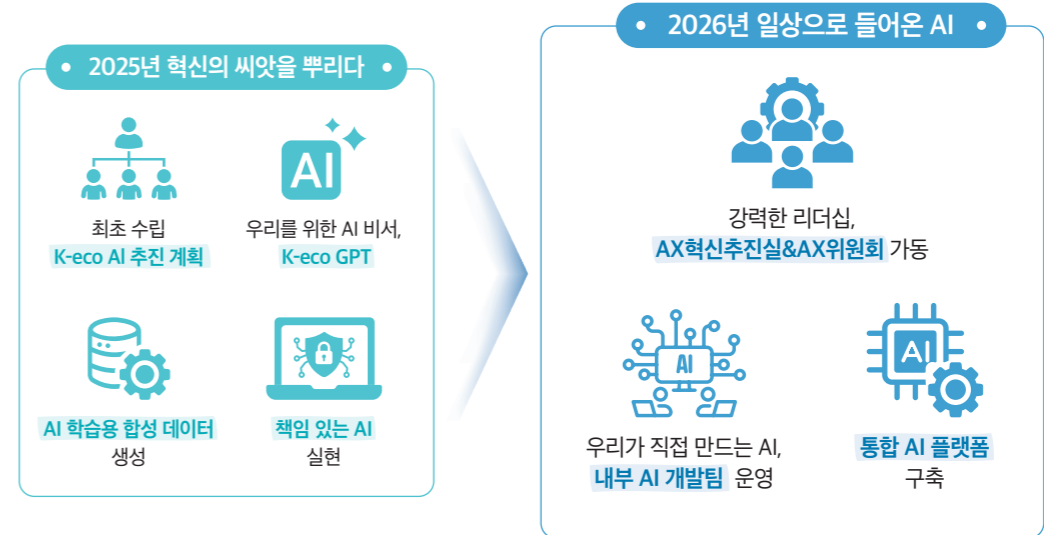 2025년 혁신의 씨앗을 뿌리다
최초 수립
K-eco AI 추진 계획
AI
우리를 위한 AI 비서,
K-eco GPT
AI 학습용 합성 데이터
생성
책임 있는 AI
실현
2026년 일상으로 들어온 AI
강력한 리더십,
AX혁신추진실&AX위원회 가동
AI
우리가 직접 만드는 AI,
내부 AI 개발팀 운영
AI
통합 AI 플랫폼
구축